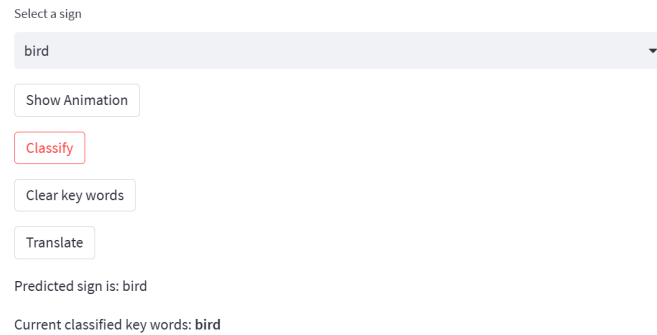 Select a sign
bird
Show Animation
Classify
Clear key words
Translate
Predicted sign is: bird
Current classified key words: bird